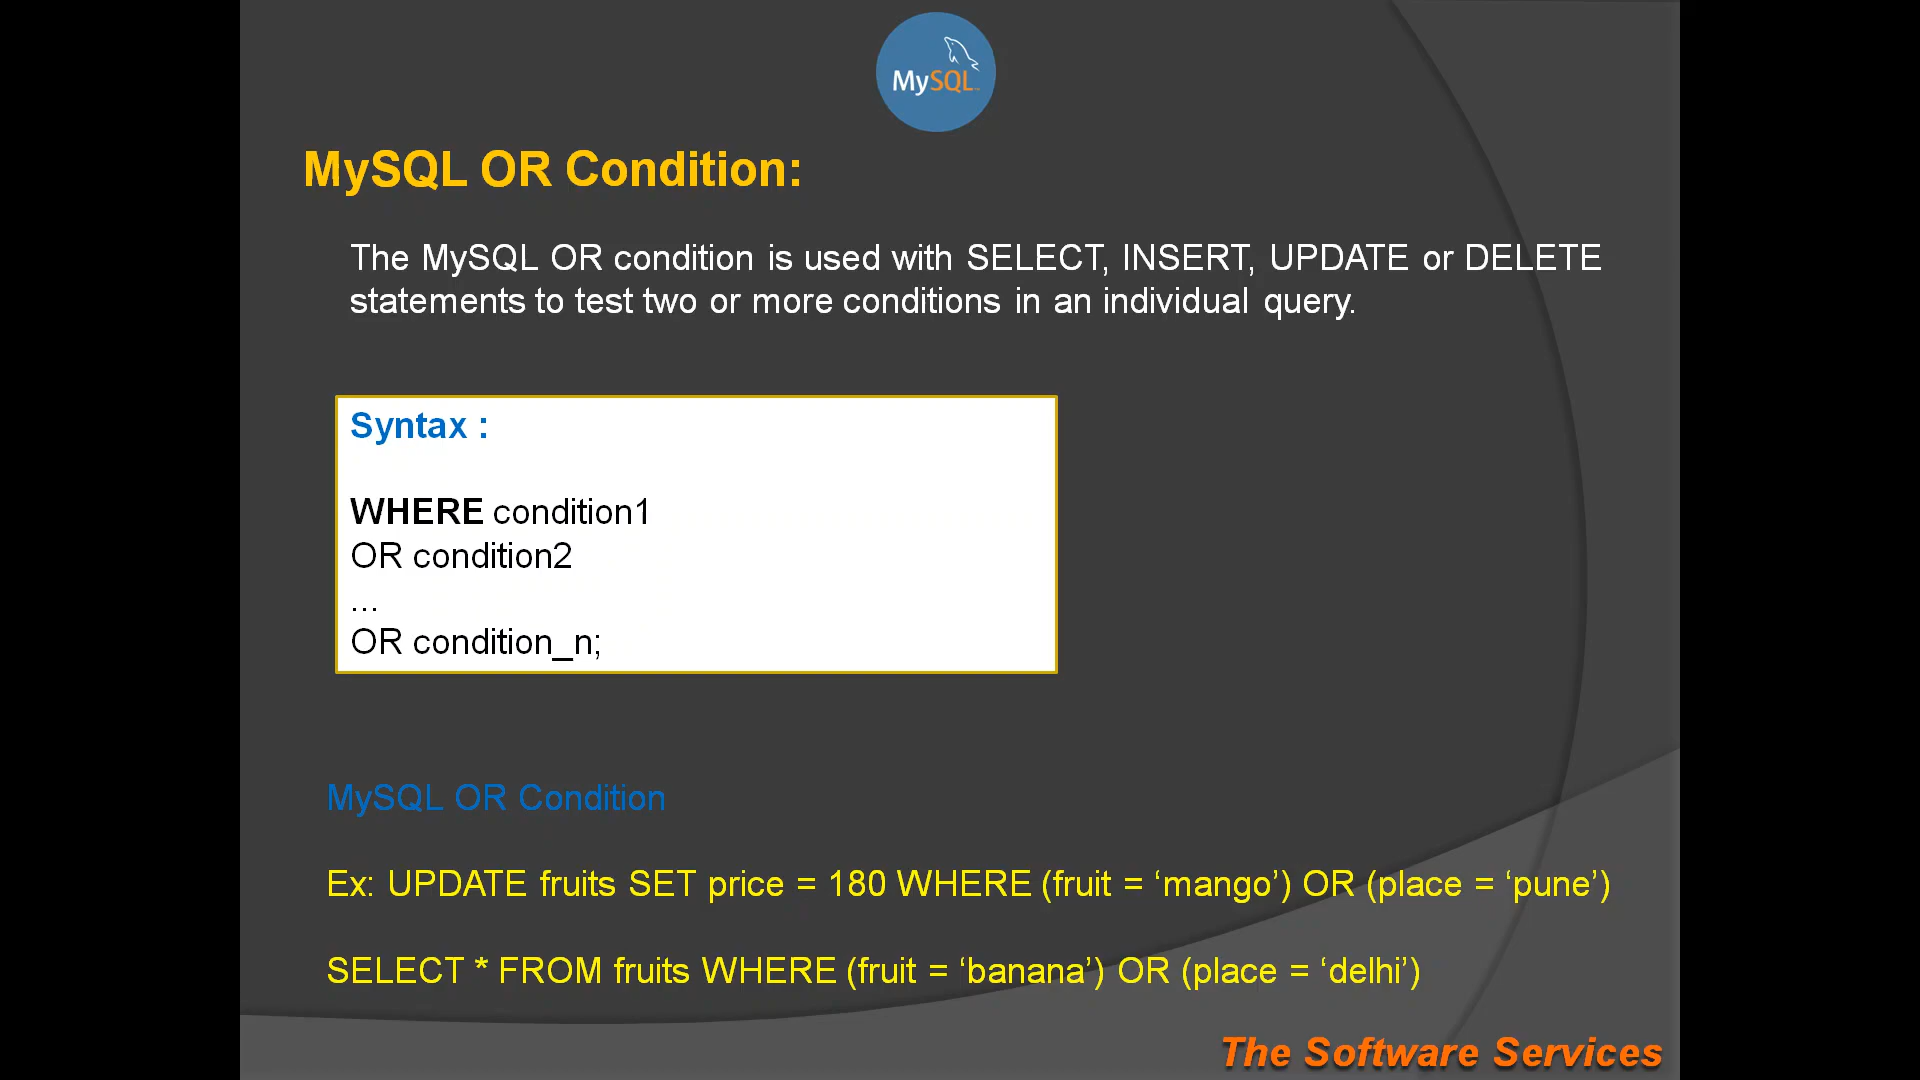 MySQL
MySQL OR Condition:
The MySQL OR condition is used with SELECT, INSERT, UPDATE or DELETE
statements to test two or more conditions in an individual query.
Syntax :
WHERE condition1
OR condition2
...
OR condition_n;
MySQL OR Condition
Ex: UPDATE fruits SET price = 180 WHERE (fruit = ‘mango’) OR (place = ‘pune’)
SELECT * FROM fruits WHERE (fruit = ‘banana’) OR (place = ‘delhi’)
The Software Services